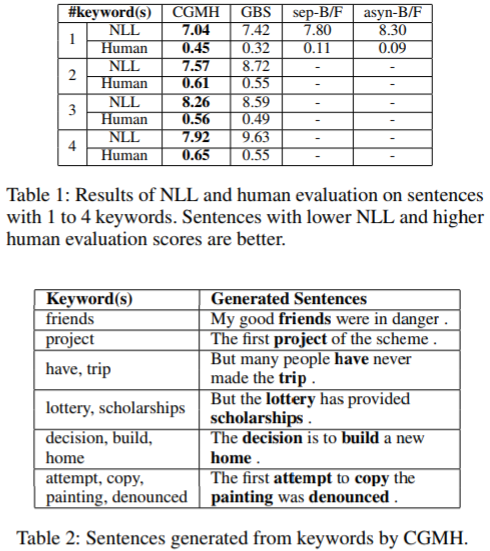 #keyword(s) CGMH GBS sep-B/F asyn-B/F
1 NLL 7.04 7.42 7.80 8.30
Human 0.45 0.32 0.11 0.09
2 NLL 7.57 8.72 - -
Human 0.61 0.55 - -
3 NLL 8.26 8.59 - -
Human 0.56 0.49 - -
4 NLL 7.92 9.63 - -
Human 0.65 0.55 - -
Table 1: Results of NLL and human evaluation on sentences
with 1 to 4 keywords. Sentences with lower NLL and higher
human evaluation scores are better.
Keyword(s) Generated Sentences
friends My good friends were in danger .
project The first project of the scheme .
have, trip But many people have never
made the trip .
lottery, scholarships But the lottery has provided
scholarships .
decision, build, The decision is to build a new
home home .
attempt, copy, The first attempt to copy the
painting, denounced painting was denounced .
Table 2: Sentences generated from keywords by CGMH.